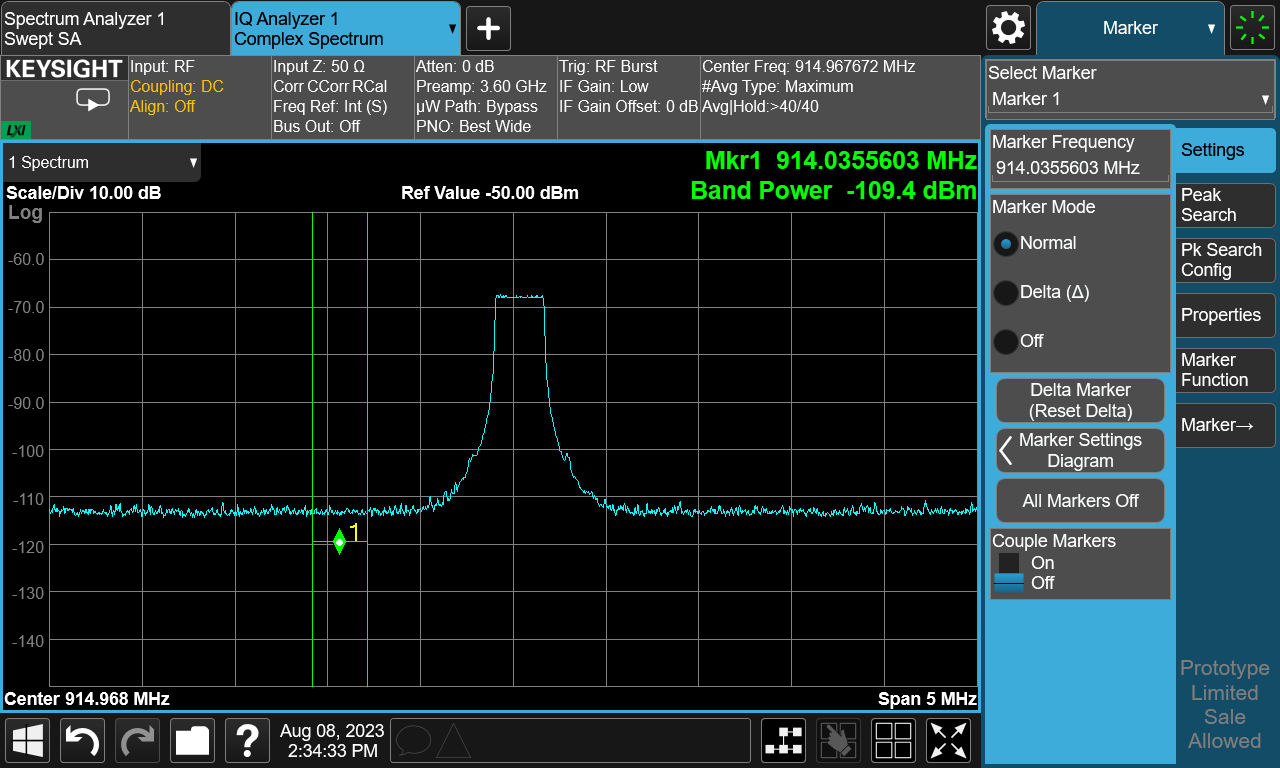 Spectrum Analyzer 1
Swept SA
IQ Analyzer 1
Complex Spectrum
Marker
KEYSIGHT
LXI
Input: RF
Coupling: DC
Align: Off
Input Z: 50 Ω
Corr CCorr RCal
Freq Ref: Int (S)
Bus Out: Off
Atten: 0 dB
Preamp: 3.60 GHz
µW Path: Bypass
PNO: Best Wide
Trig: RF Burst
IF Gain: Low
IF Gain Offset: 0 dB
Center Freq: 914.967672 MHz
#Avg Type: Maximum
Avg|Hold:>40/40
Select Marker
Marker 1
1 Spectrum
Mkr1 914.0355603 MHz
Scale/Div 10.00 dB
Ref Value -50.00 dBm
Band Power -109.4 dBm
Log
-60.0
-70.0
-80.0
-90.0
-100
-110
-120
-130
-140
1
Center 914.968 MHz
Span 5 MHz
Marker Frequency
914.0355603 MHz
Marker Mode
Normal
Delta (Δ)
Off
Delta Marker
(Reset Delta)
Marker Settings
Diagram
All Markers Off
Couple Markers
On
Off
Settings
Peak
Search
Pk Search
Config
Properties
Marker
Function
Marker→
Prototype
Limited
Sale
Allowed
?
Aug 08, 2023
2:34:33 PM